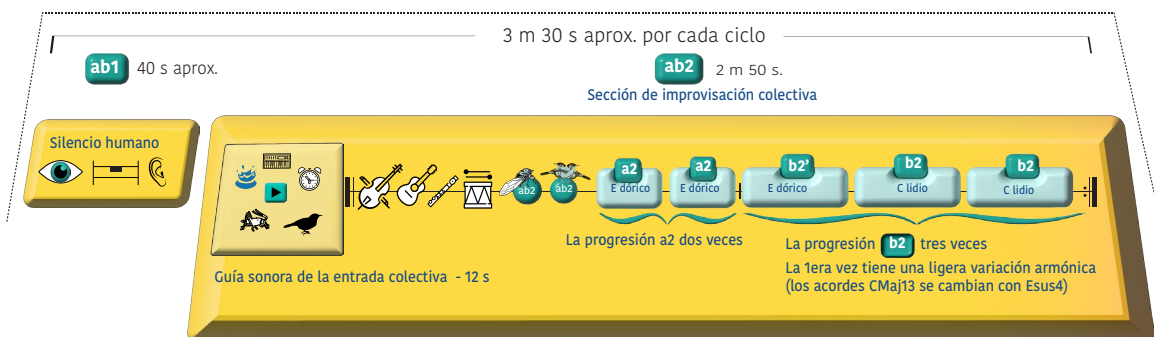 3 m 30 s aprox. por cada ciclo
ab1 40 s aprox.
ab2 2 m 50 s.
Sección de improvisación colectiva
Silencio humano
ab2
ab2
a2
E dórico
a2
E dórico
b2'
E dórico
b2
C lidio
b2
C lidio
La progresión a2 dos veces
La progresión b2 tres veces
La 1era vez tiene una ligera variación armónica
(los acordes CMaj13 se cambian con Esus4)
Guía sonora de la entrada colectiva - 12 s